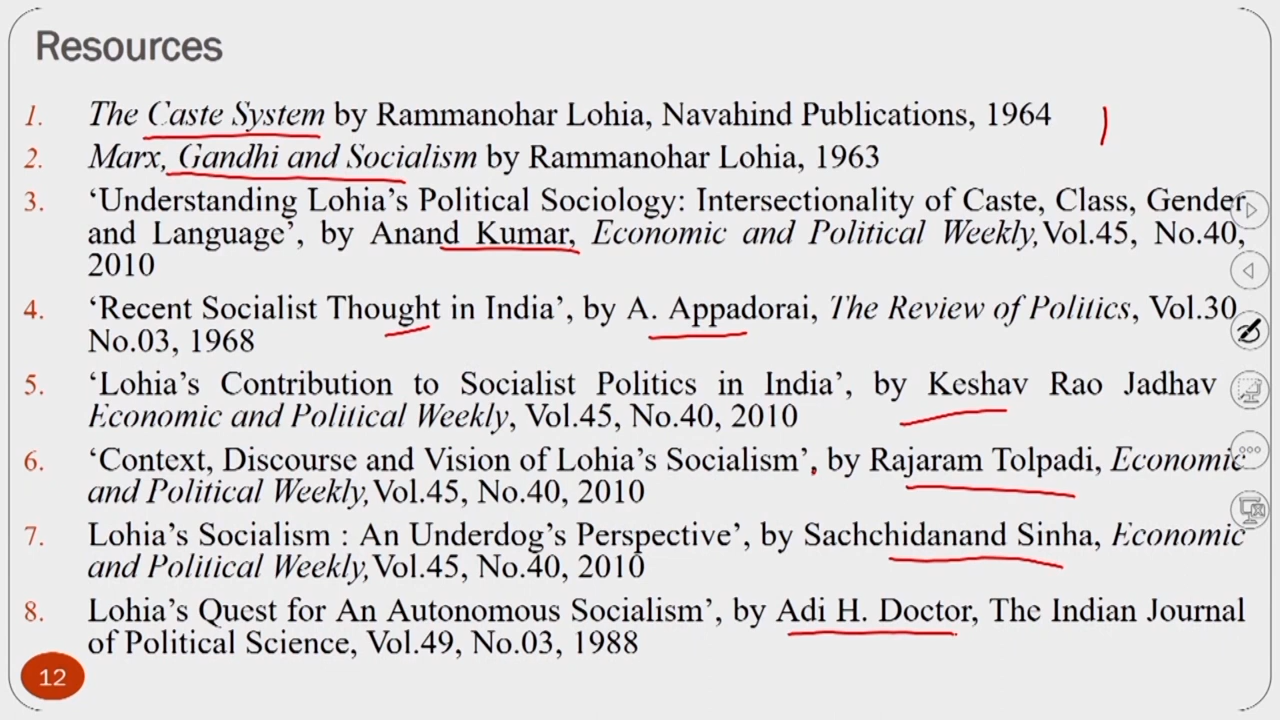 Resources
1. The Caste System by Rammanohar Lohia, Navahind Publications, 1964
2. Marx, Gandhi and Socialism by Rammanohar Lohia, 1963
3. ‘Understanding Lohia’s Political Sociology: Intersectionality of Caste, Class, Gender
and Language’, by Anand Kumar, Economic and Political Weekly,Vol.45, No.40,
2010
4. ‘Recent Socialist Thought in India’, by A. Appadorai, The Review of Politics, Vol.30
No.03, 1968
5. ‘Lohia’s Contribution to Socialist Politics in India’, by Keshav Rao Jadhav
Economic and Political Weekly, Vol.45, No.40, 2010
6. ‘Context, Discourse and Vision of Lohia’s Socialism’, by Rajaram Tolpadi, Economic
and Political Weekly,Vol.45, No.40, 2010
7. Lohia’s Socialism : An Underdog’s Perspective’, by Sachchidanand Sinha, Economic
and Political Weekly,Vol.45, No.40, 2010
8. Lohia’s Quest for An Autonomous Socialism’, by Adi H. Doctor, The Indian Journal
of Political Science, Vol.49, No.03, 1988
12